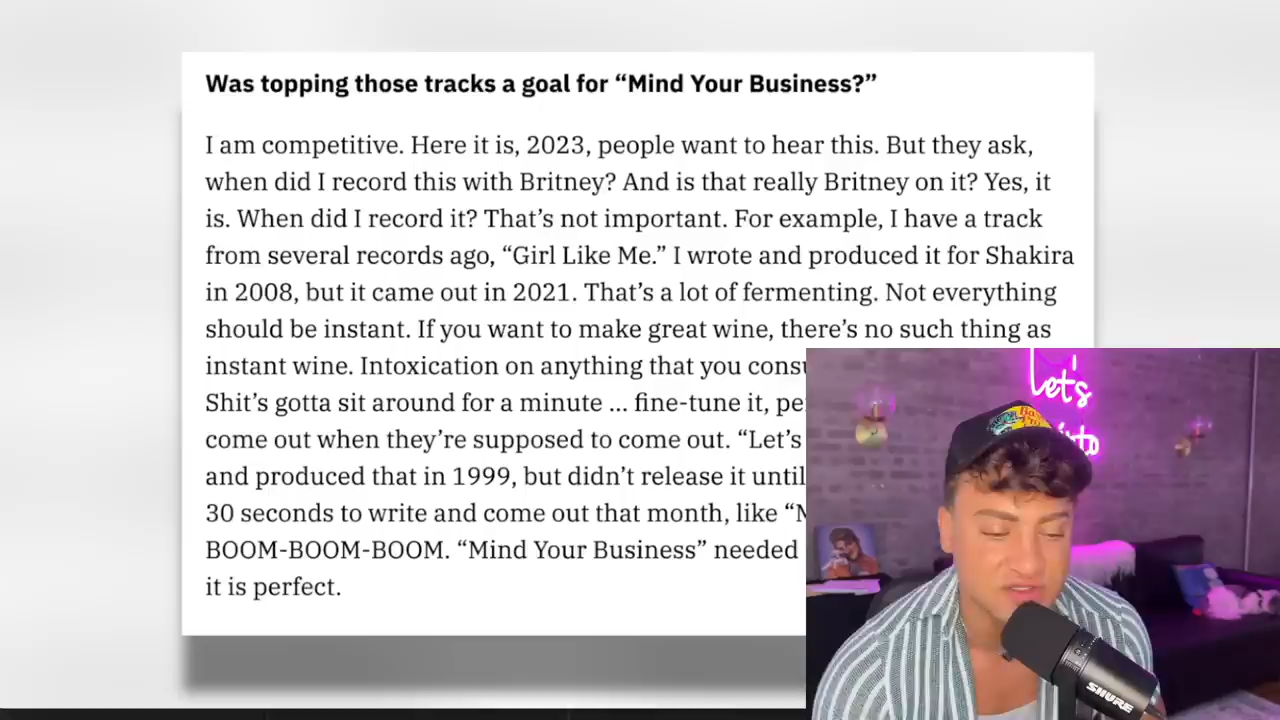 Was topping those tracks a goal for “Mind Your Business?”
I am competitive. Here it is, 2023, people want to hear this. But they ask,
when did I record this with Britney? And is that really Britney on it? Yes, it
is. When did I record it? That’s not important. For example, I have a track
from several records ago, “Girl Like Me.” I wrote and produced it for Shakira
in 2008, but it came out in 2021. That’s a lot of fermenting. Not everything
should be instant. If you want to make great wine, there’s no such thing as
instant wine. Intoxication on anything that you
Shit’s gotta sit around for a minute ... fine-tune it,
come out when they’re supposed to come out. “Let’s
and produced that in 1999, but didn’t release it until
30 seconds to write and come out that month, like
BOOM-BOOM-BOOM. “Mind Your Business” needed
it is perfect.
let's
SHURE